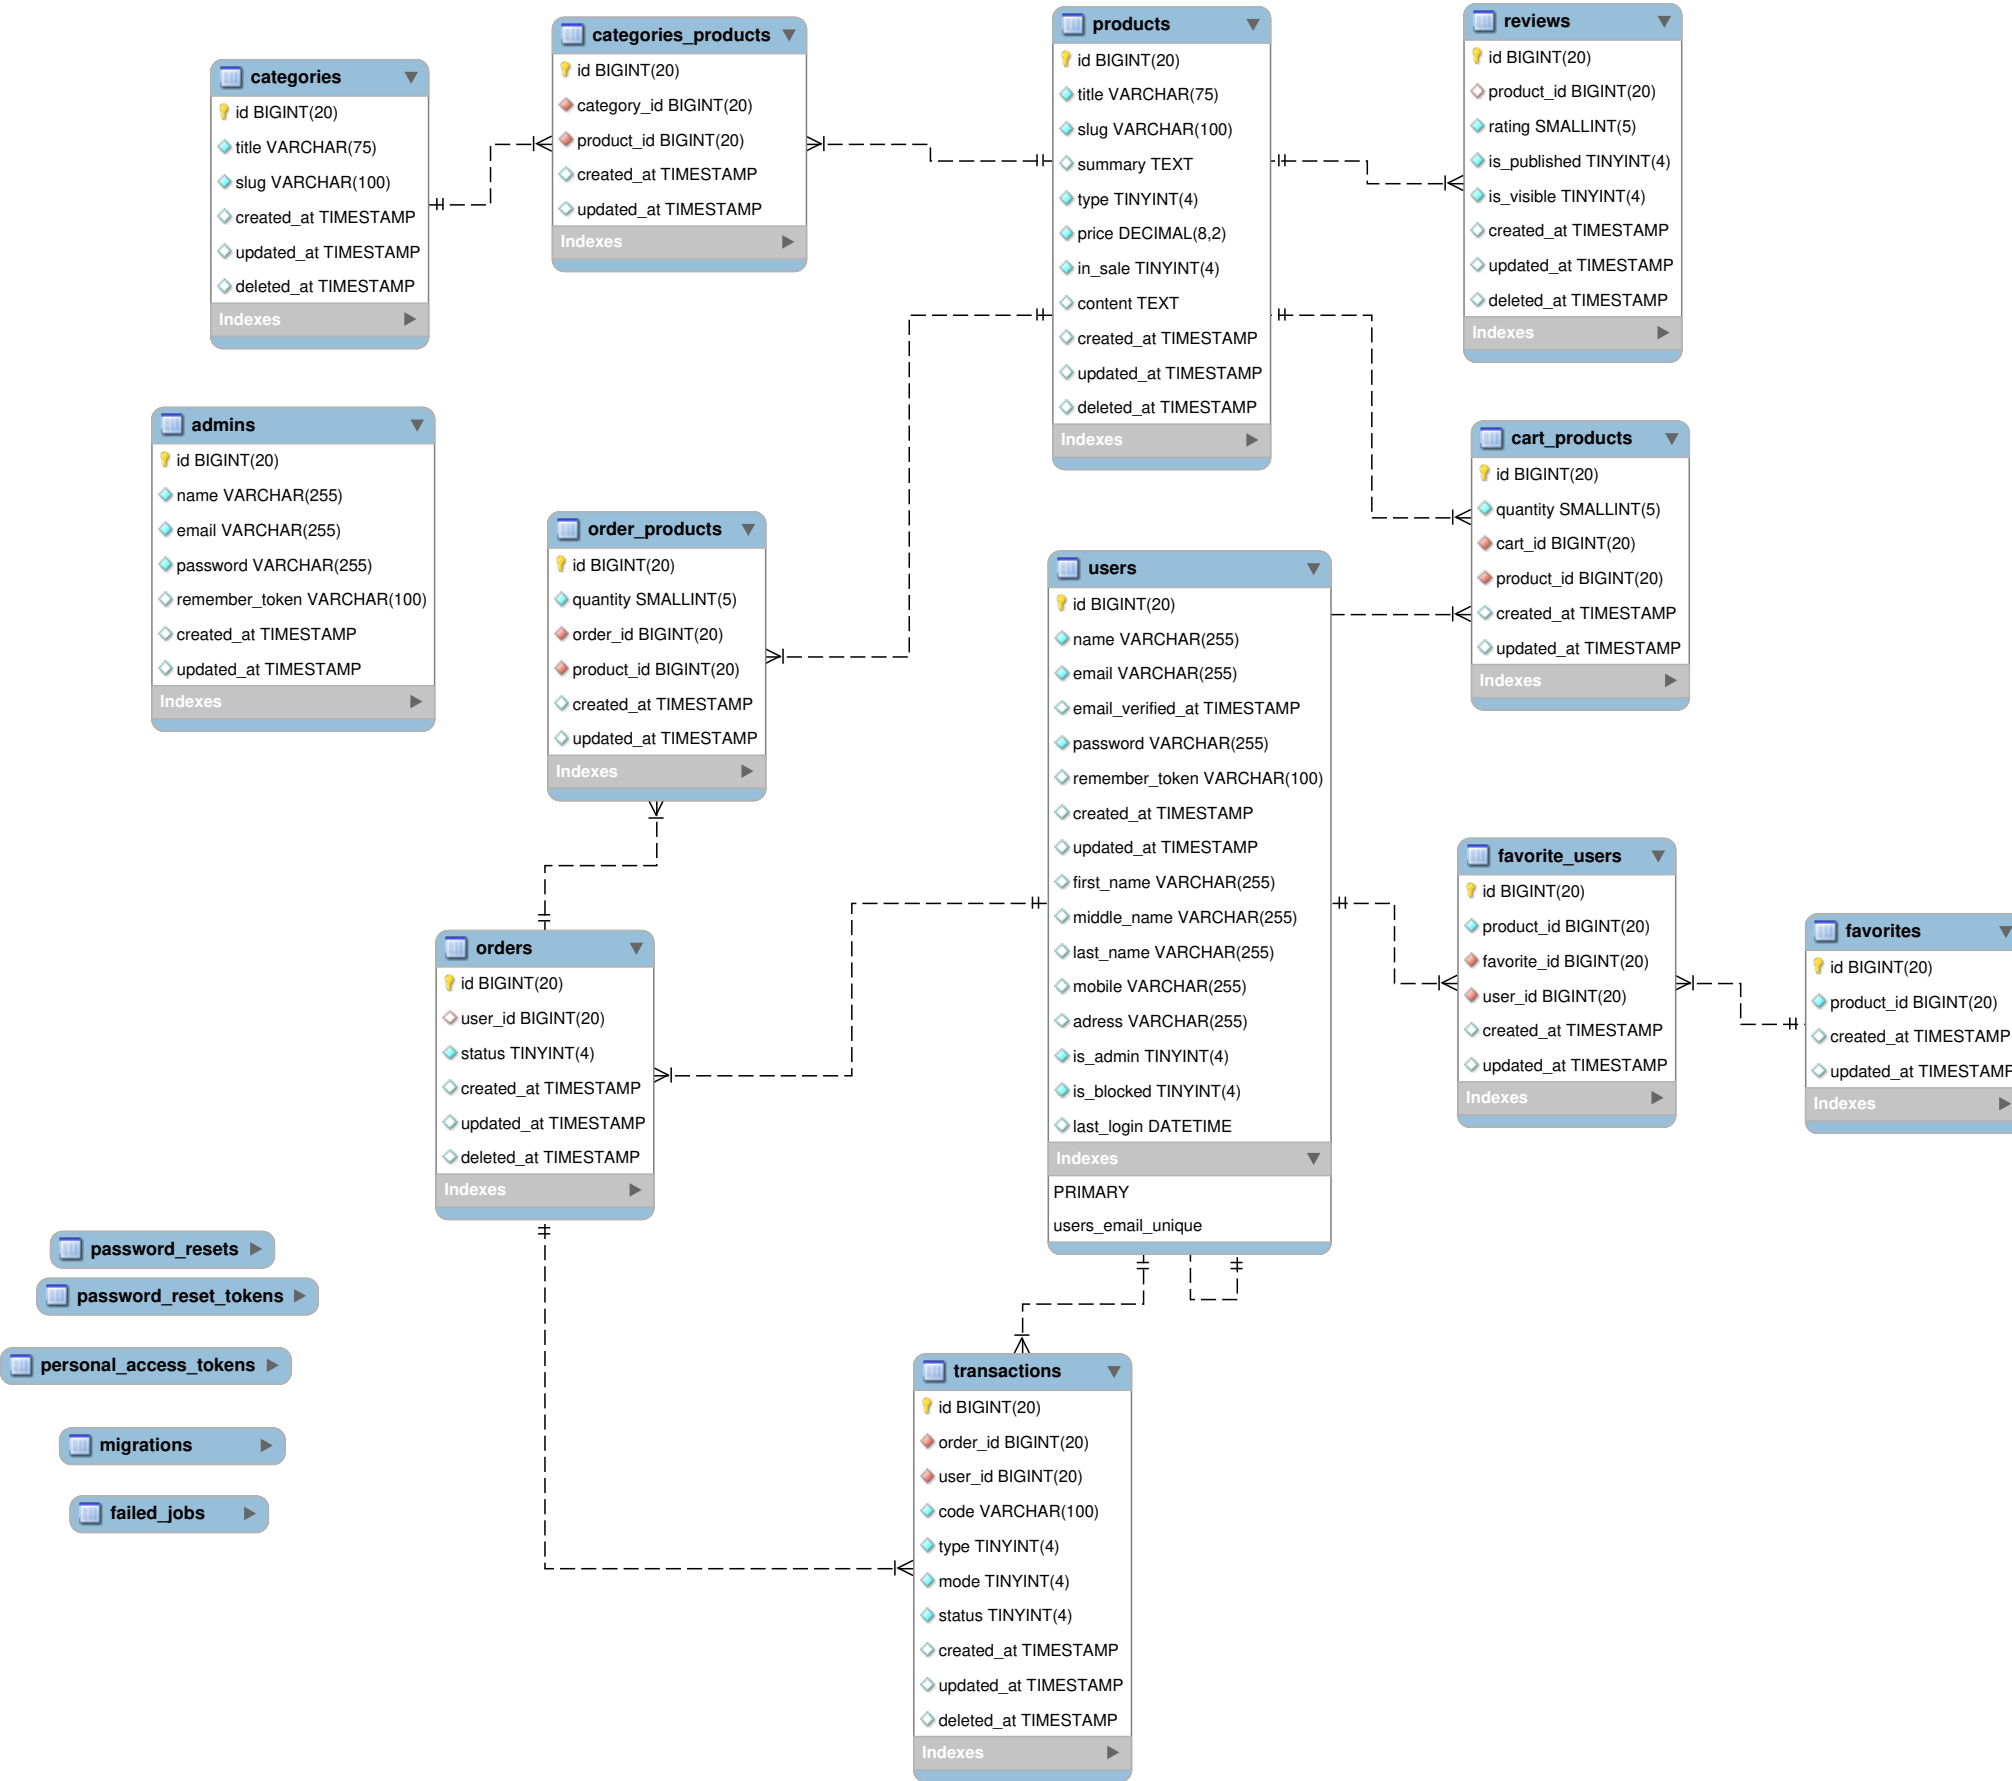 categories
id BIGINT(20)
title VARCHAR(75)
slug VARCHAR(100)
created_at TIMESTAMP
updated_at TIMESTAMP
deleted_at TIMESTAMP
Indexes
categories_products
id BIGINT(20)
category_id BIGINT(20)
product_id BIGINT(20)
created_at TIMESTAMP
updated_at TIMESTAMP
Indexes
products
id BIGINT(20)
title VARCHAR(75)
slug VARCHAR(100)
summary TEXT
type TINYINT(4)
price DECIMAL(8,2)
in_sale TINYINT(4)
content TEXT
created_at TIMESTAMP
updated_at TIMESTAMP
deleted_at TIMESTAMP
Indexes
reviews
id BIGINT(20)
product_id BIGINT(20)
rating SMALLINT(5)
is_published TINYINT(4)
is_visible TINYINT(4)
created_at TIMESTAMP
updated_at TIMESTAMP
deleted_at TIMESTAMP
Indexes
admins
id BIGINT(20)
name VARCHAR(255)
email VARCHAR(255)
password VARCHAR(255)
remember_token VARCHAR(100)
created_at TIMESTAMP
updated_at TIMESTAMP
Indexes
order_products
id BIGINT(20)
quantity SMALLINT(5)
order_id BIGINT(20)
product_id BIGINT(20)
created_at TIMESTAMP
updated_at TIMESTAMP
Indexes
users
id BIGINT(20)
name VARCHAR(255)
email VARCHAR(255)
email_verified_at TIMESTAMP
password VARCHAR(255)
remember_token VARCHAR(100)
created_at TIMESTAMP
updated_at TIMESTAMP
first_name VARCHAR(255)
middle_name VARCHAR(255)
last_name VARCHAR(255)
mobile VARCHAR(255)
adress VARCHAR(255)
is_admin TINYINT(4)
is_blocked TINYINT(4)
last_login DATETIME
Indexes
PRIMARY
users_email_unique
cart_products
id BIGINT(20)
quantity SMALLINT(5)
cart_id BIGINT(20)
product_id BIGINT(20)
created_at TIMESTAMP
updated_at TIMESTAMP
Indexes
favorite_users
id BIGINT(20)
product_id BIGINT(20)
favorite_id BIGINT(20)
user_id BIGINT(20)
created_at TIMESTAMP
updated_at TIMESTAMP
Indexes
favorites
id BIGINT(20)
product_id BIGINT(20)
created_at TIMESTAMP
updated_at TIMESTAMP
Indexes
orders
id BIGINT(20)
user_id BIGINT(20)
status TINYINT(4)
created_at TIMESTAMP
updated_at TIMESTAMP
deleted_at TIMESTAMP
Indexes
password_resets
password_reset_tokens
personal_access_tokens
migrations
failed_jobs
transactions
id BIGINT(20)
order_id BIGINT(20)
user_id BIGINT(20)
code VARCHAR(100)
type TINYINT(4)
mode TINYINT(4)
status TINYINT(4)
created_at TIMESTAMP
updated_at TIMESTAMP
deleted_at TIMESTAMP
Indexes